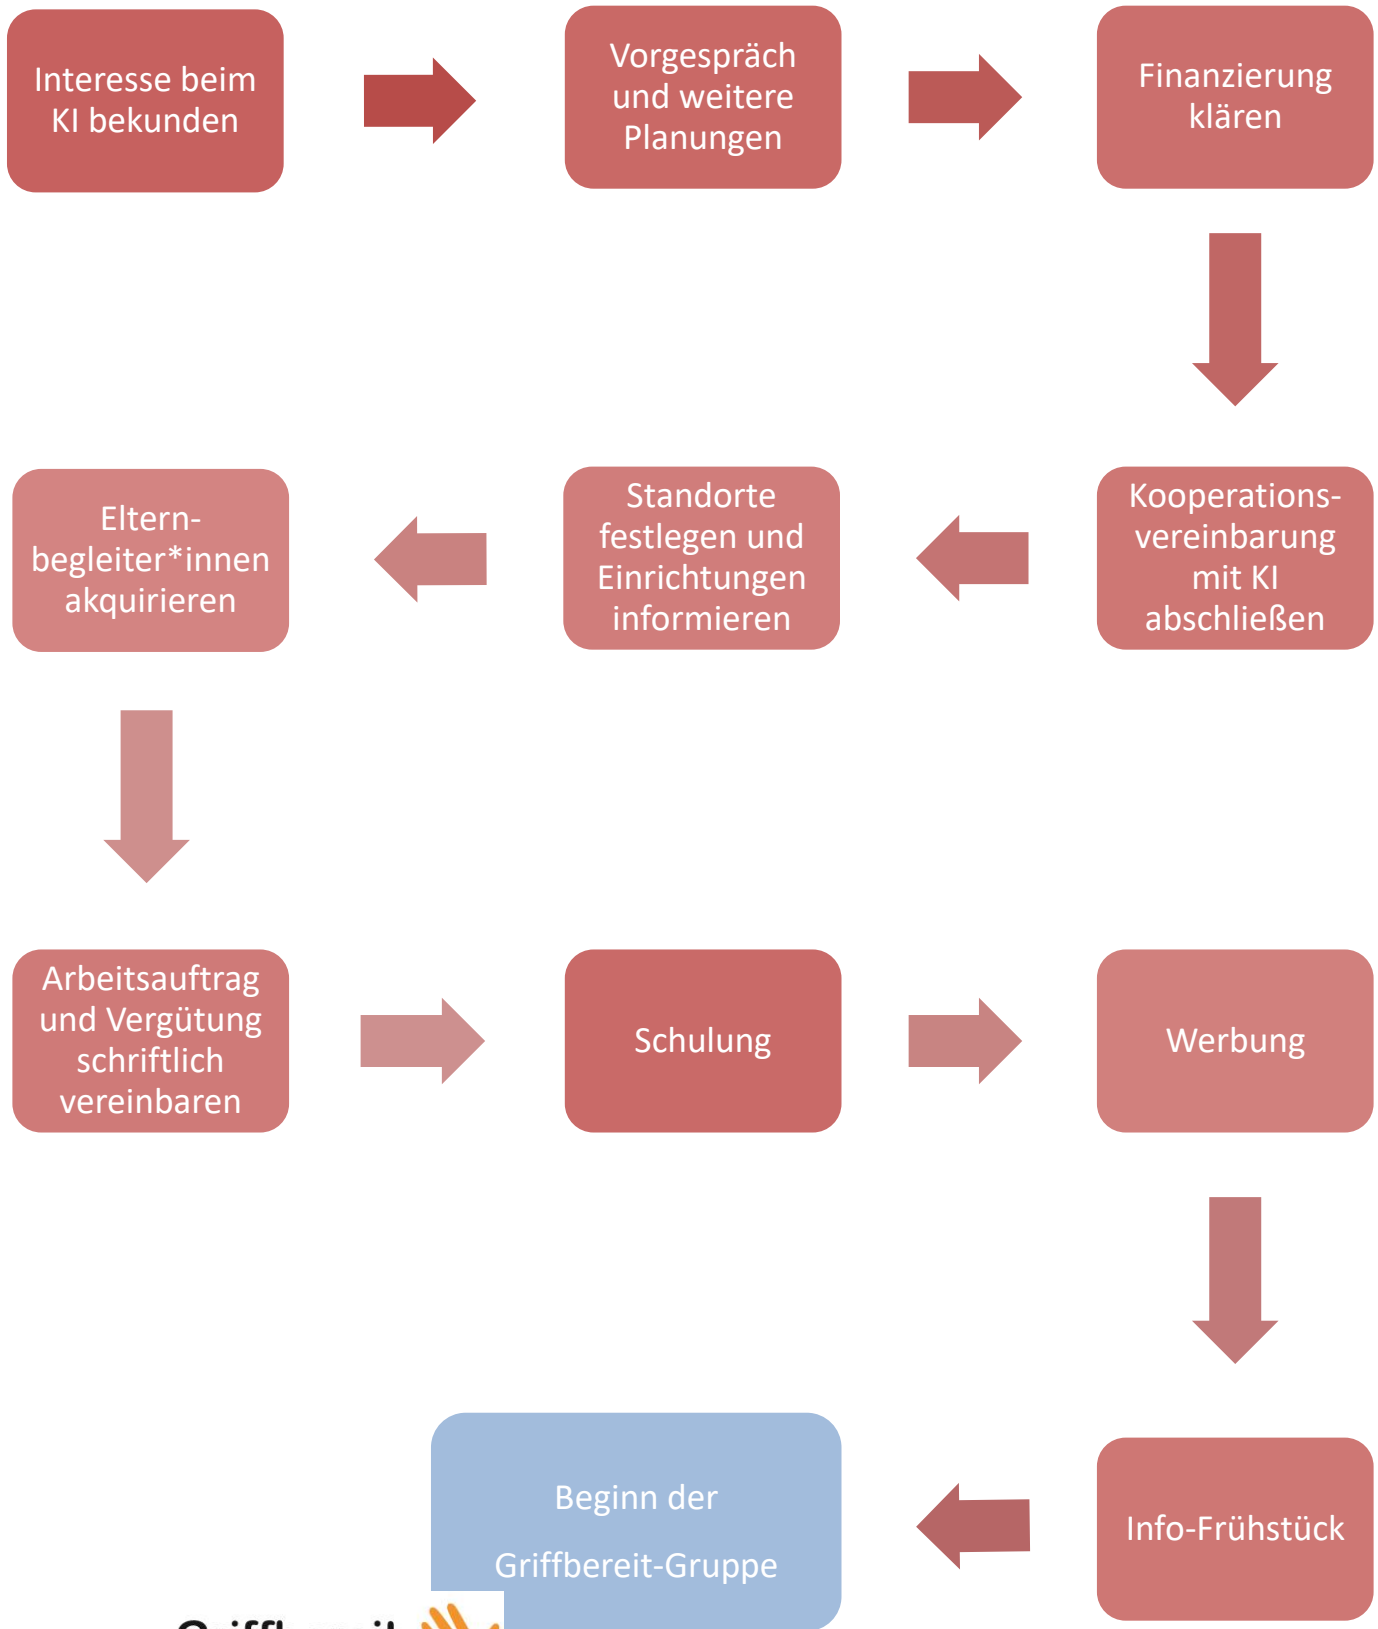 Interesse beim
KI bekunden
Vorgespräch
und weitere
Planungen
Finanzierung
klären
Kooperations-
vereinbarung
mit KI
abschließen
Standorte
festlegen und
Einrichtungen
informieren
Eltern-
begleiter*innen
akquirieren
Arbeitsauftrag
und Vergütung
schriftlich
vereinbaren
Schulung
Werbung
Info-Frühstück
Beginn der
Griffbereit-Gruppe